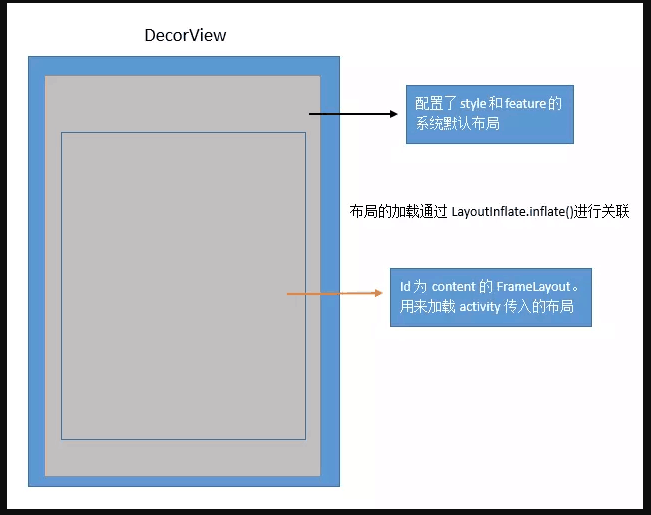 DecorView
配置了 style 和 feature 的
系统默认布局
布局的加载通过 LayoutInflate.inflate()进行关联
Id 为 content 的 FrameLayout。
用来加载 activity 传入的布局